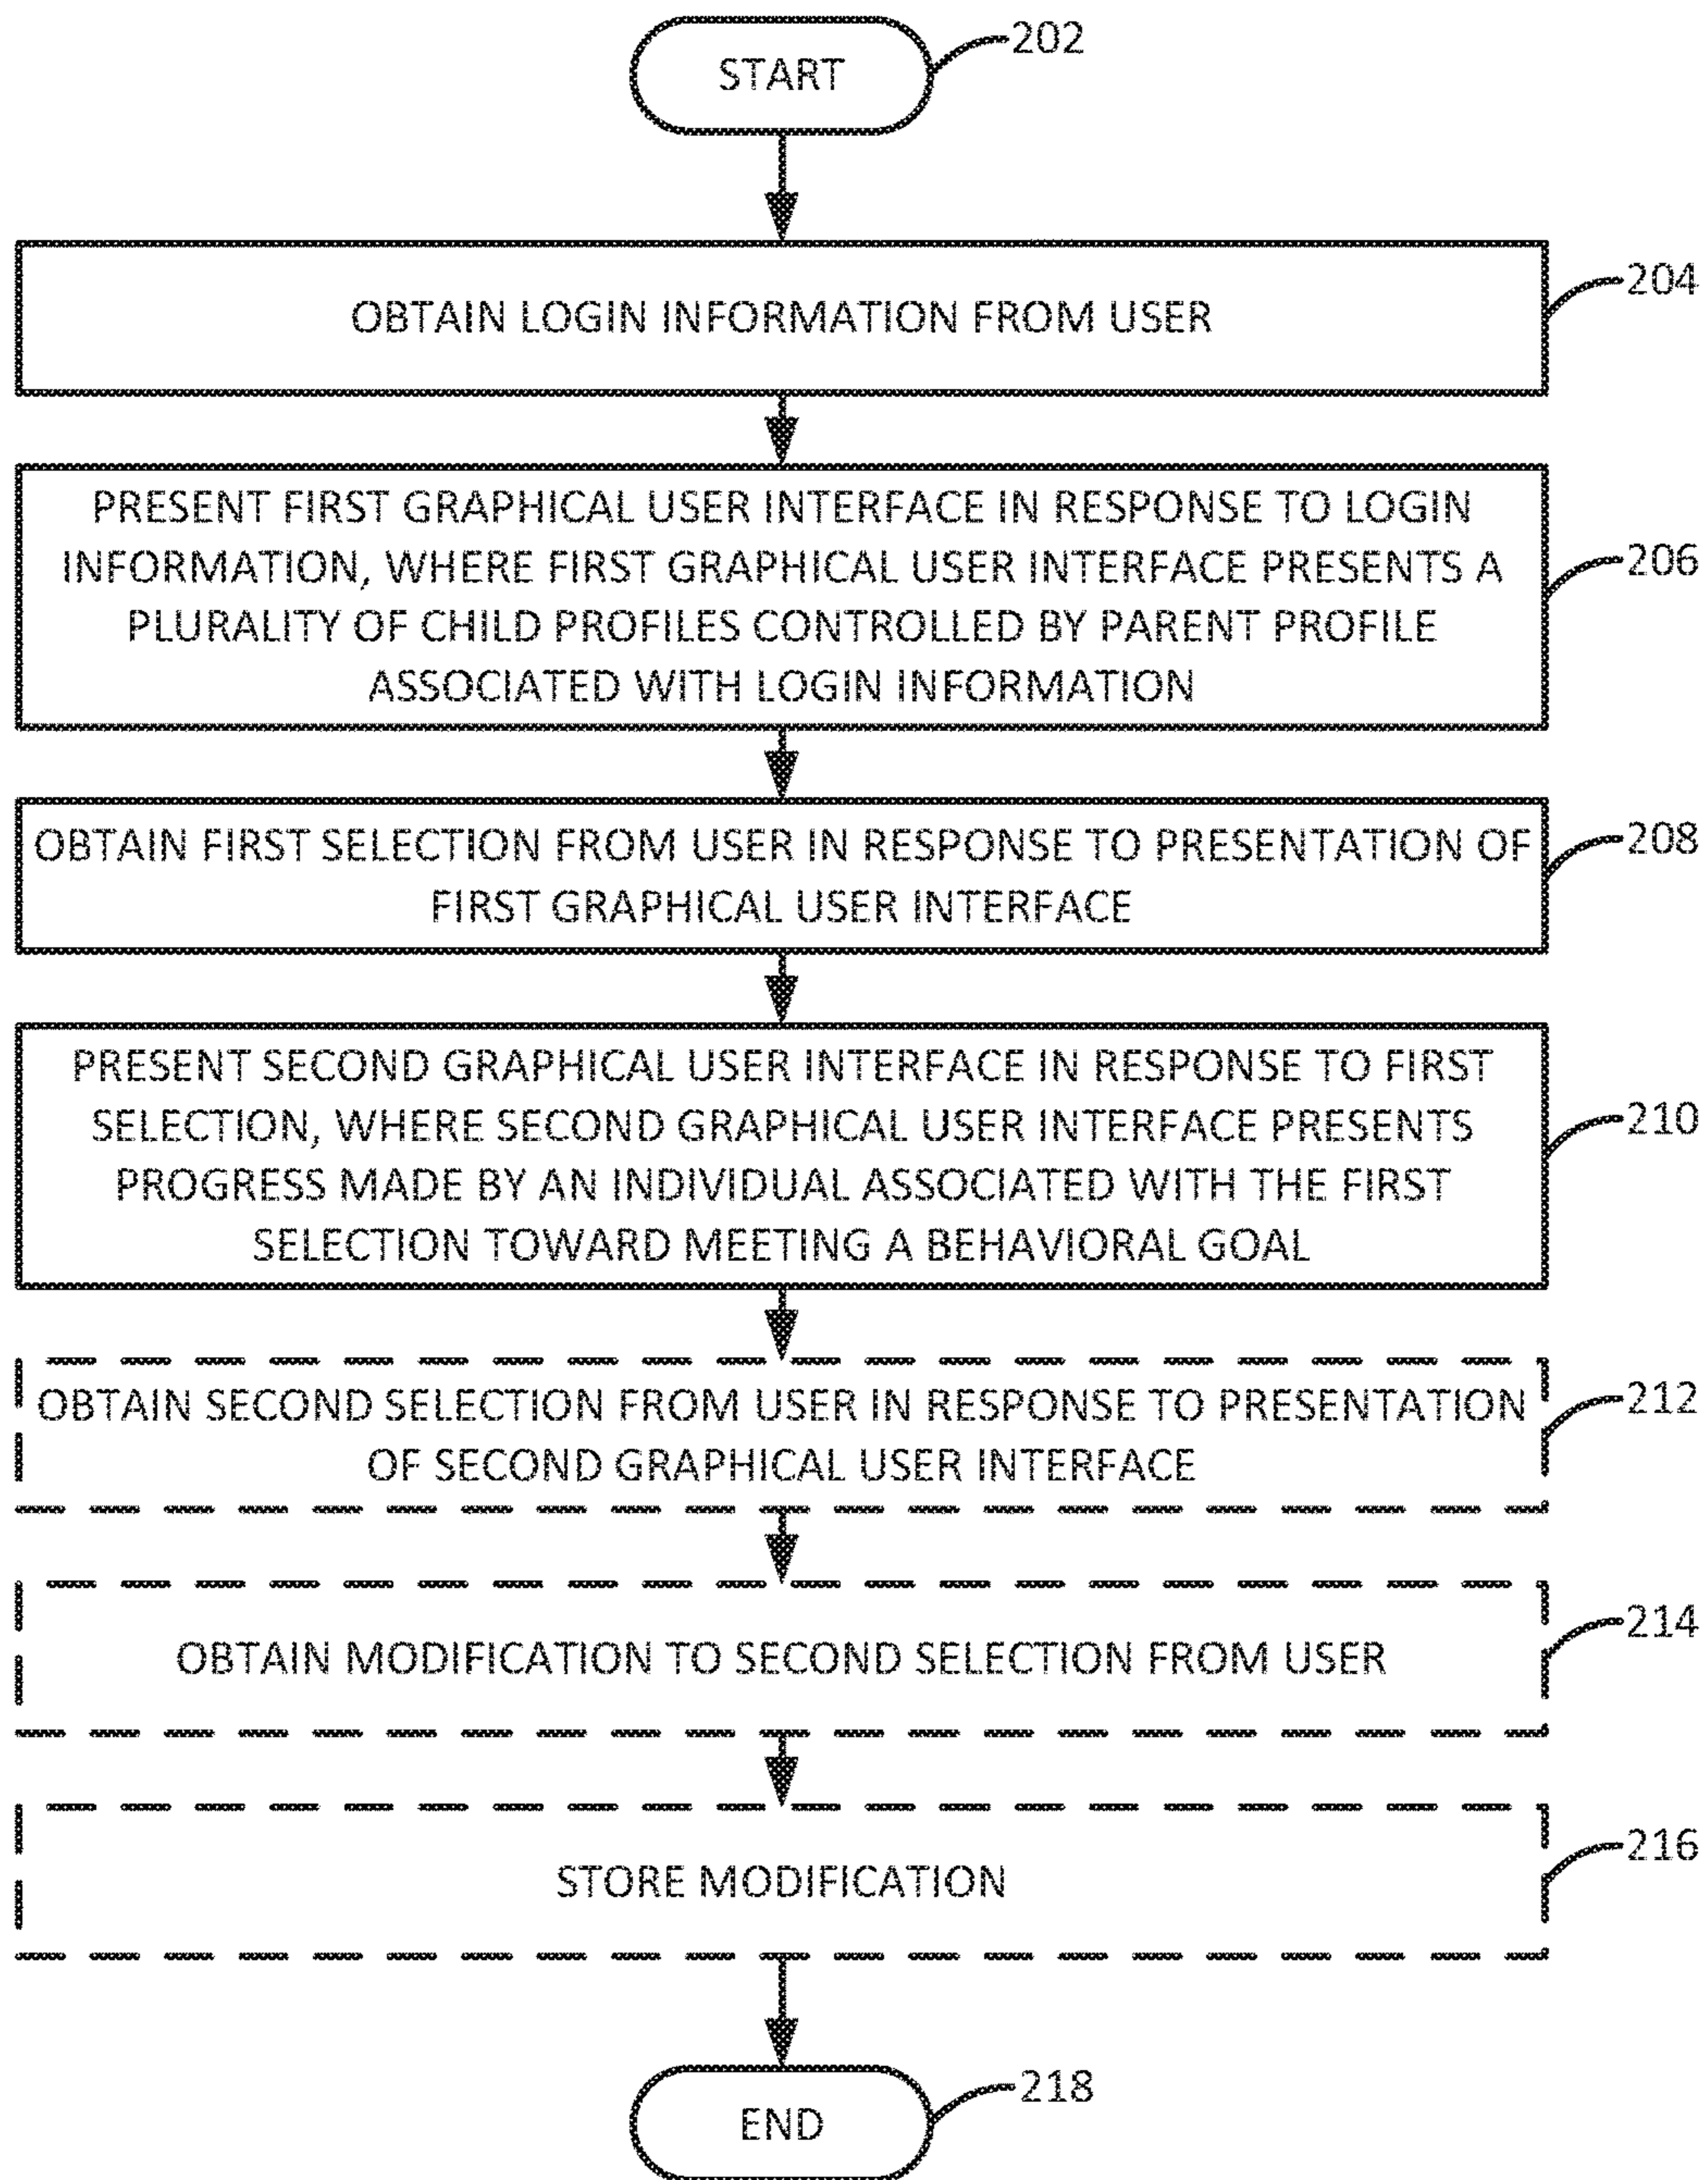 START
202
OBTAIN LOGIN INFORMATION FROM USER
204
PRESENT FIRST GRAPHICAL USER INTERFACE IN RESPONSE TO LOGIN
INFORMATION, WHERE FIRST GRAPHICAL USER INTERFACE PRESENTS A
PLURALITY OF CHILD PROFILES CONTROLLED BY PARENT PROFILE
ASSOCIATED WITH LOGIN INFORMATION
206
OBTAIN FIRST SELECTION FROM USER IN RESPONSE TO PRESENTATION OF
FIRST GRAPHICAL USER INTERFACE
208
PRESENT SECOND GRAPHICAL USER INTERFACE IN RESPONSE TO FIRST
SELECTION, WHERE SECOND GRAPHICAL USER INTERFACE PRESENTS
PROGRESS MADE BY AN INDIVIDUAL ASSOCIATED WITH THE FIRST
SELECTION TOWARD MEETING A BEHAVIORAL GOAL
210
OBTAIN SECOND SELECTION FROM USER IN RESPONSE TO PRESENTATION
OF SECOND GRAPHICAL USER INTERFACE
212
OBTAIN MODIFICATION TO SECOND SELECTION FROM USER
214
STORE MODIFICATION
216
END
218